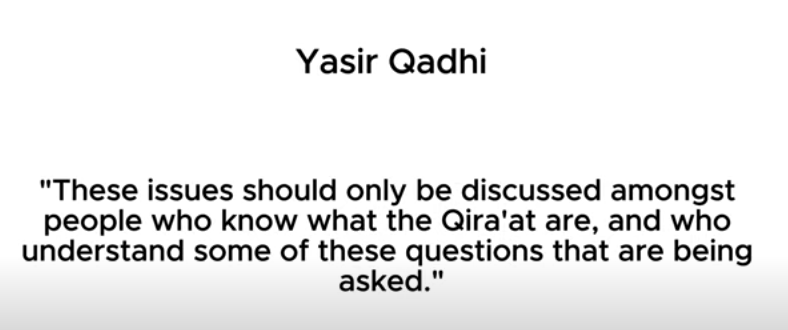 Yasir Qadhi
"These issues should only be discussed amongst
people who know what the Qira'at are, and who
understand some of these questions that are being
asked."